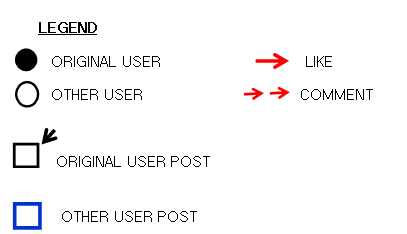 LEGEND
ORIGINAL USER
LIKE
OTHER USER
COMMENT
ORIGINAL USER POST
OTHER USER POST